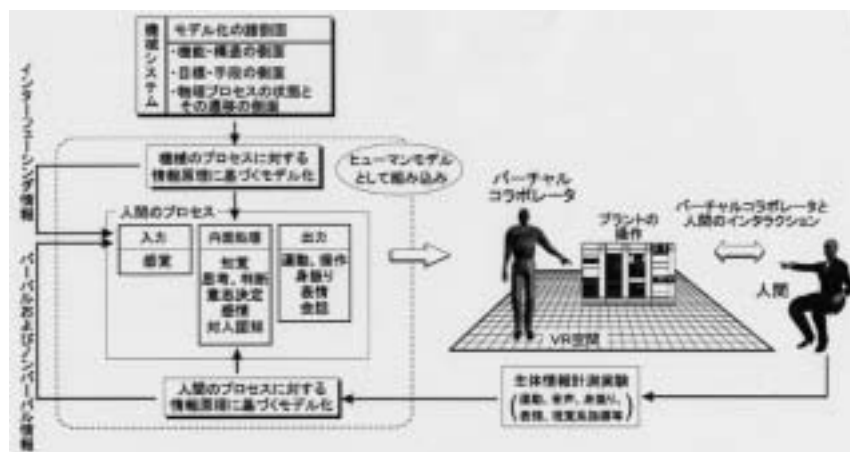 機械システム
モデル化の諸側面
・機能・構造の側面
・目標・手段の側面
・物理プロセスの状態と
その遷移の側面
インターフェーシング情報
機械のプロセスに対する
情報原理に基づくモデル化
ヒューマンモデル
として組み込み
人間のプロセス
入力
感覚
内面処理
知覚
思考、判断
意志決定
感情
対人認知
出力
運動、操作
身振り
表情
会話
バーバルおよびノンバーバル情報
人間のプロセスに対する
情報原理に基づくモデル化
バーチャル
コラボレータ
プラントの
操作
バーチャルコラボレータと
人間のインタラクション
人間
VR空間
生体情報計測実験
運動、音声、身振り、